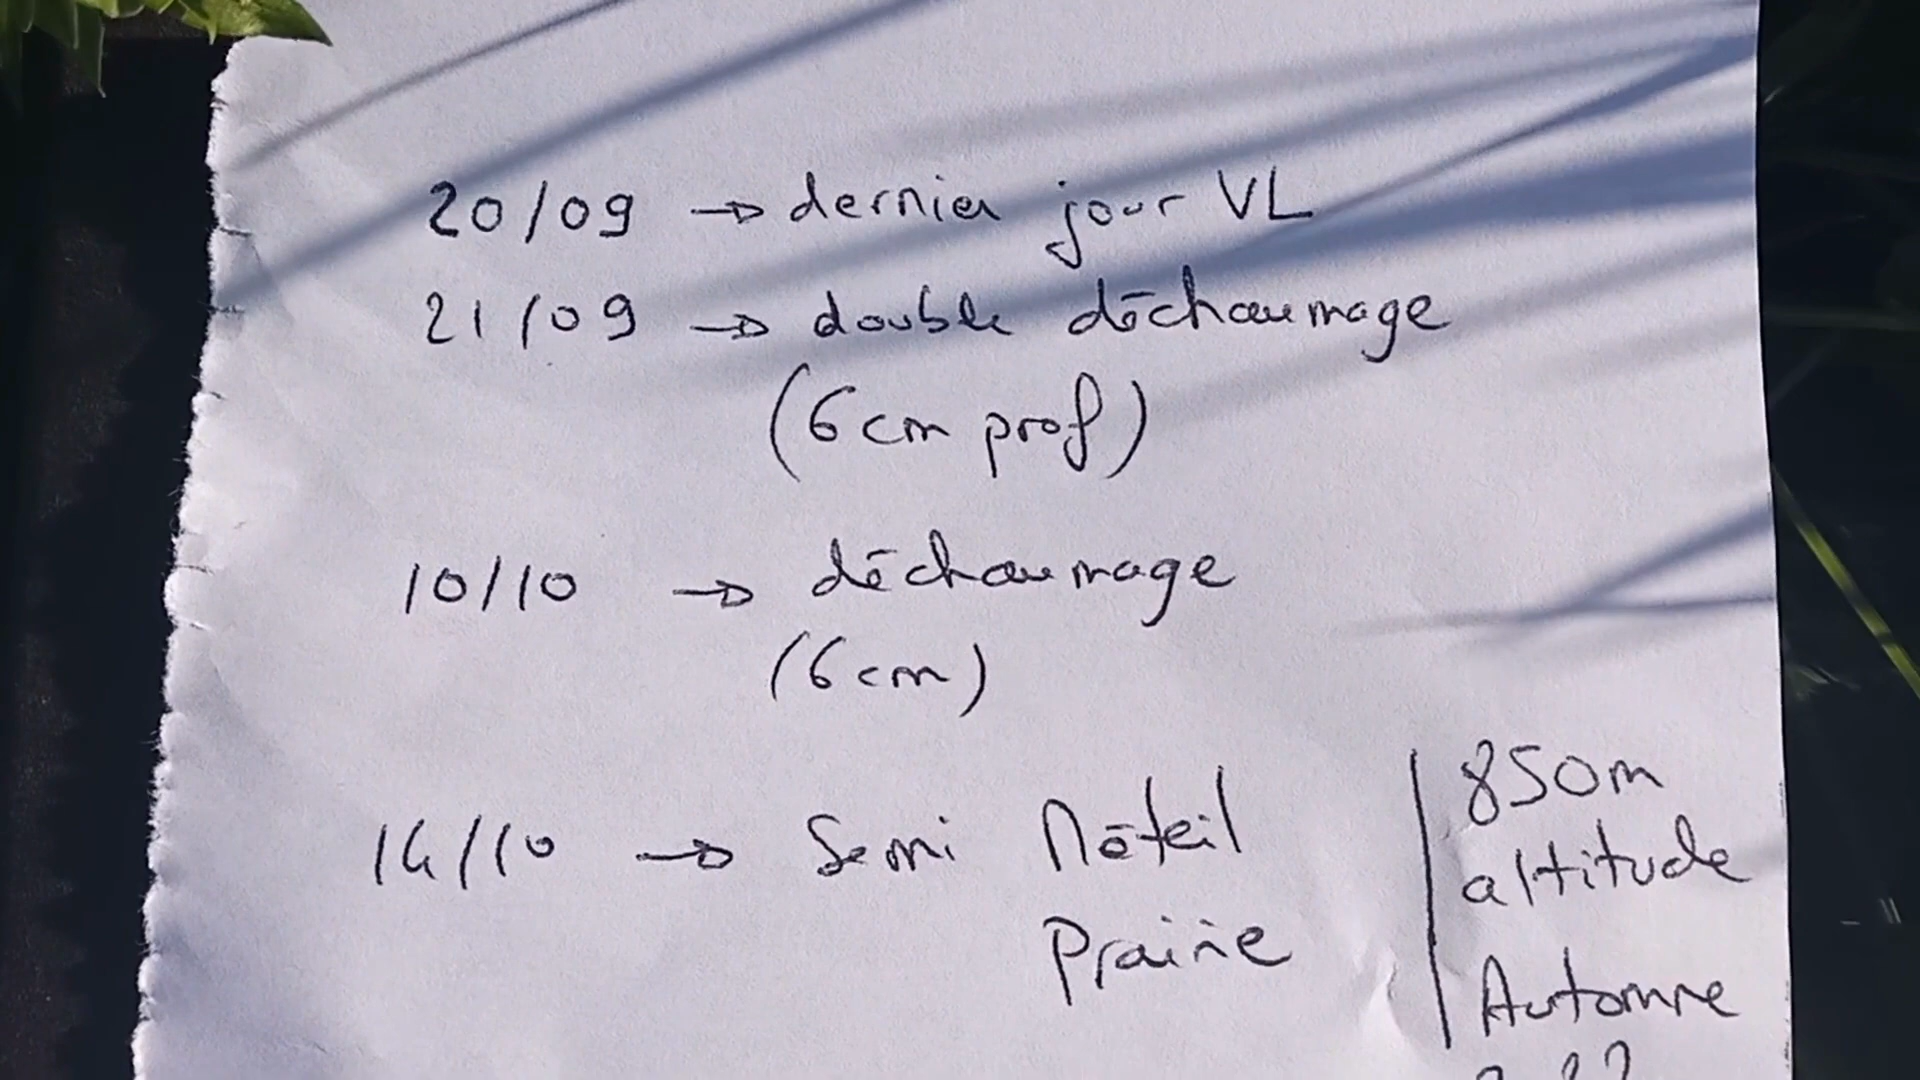 20/09 → dernier jour VL
21/09 → double déchaumage
(6cm prof)
10/10 → déchaumage
(6cm)
14/10 → Semi Méteil
Prairie
850m
altitude
Automne